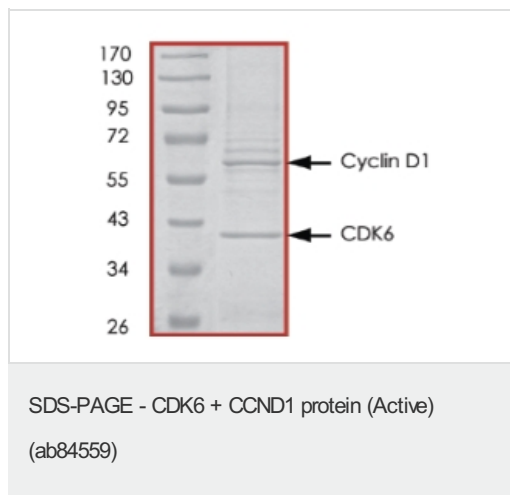 170
130
95
72
Cyclin D1
55
43
CDK6
34
26
SDS-PAGE - CDK6 + CCND1 protein (Active)
(ab84559)